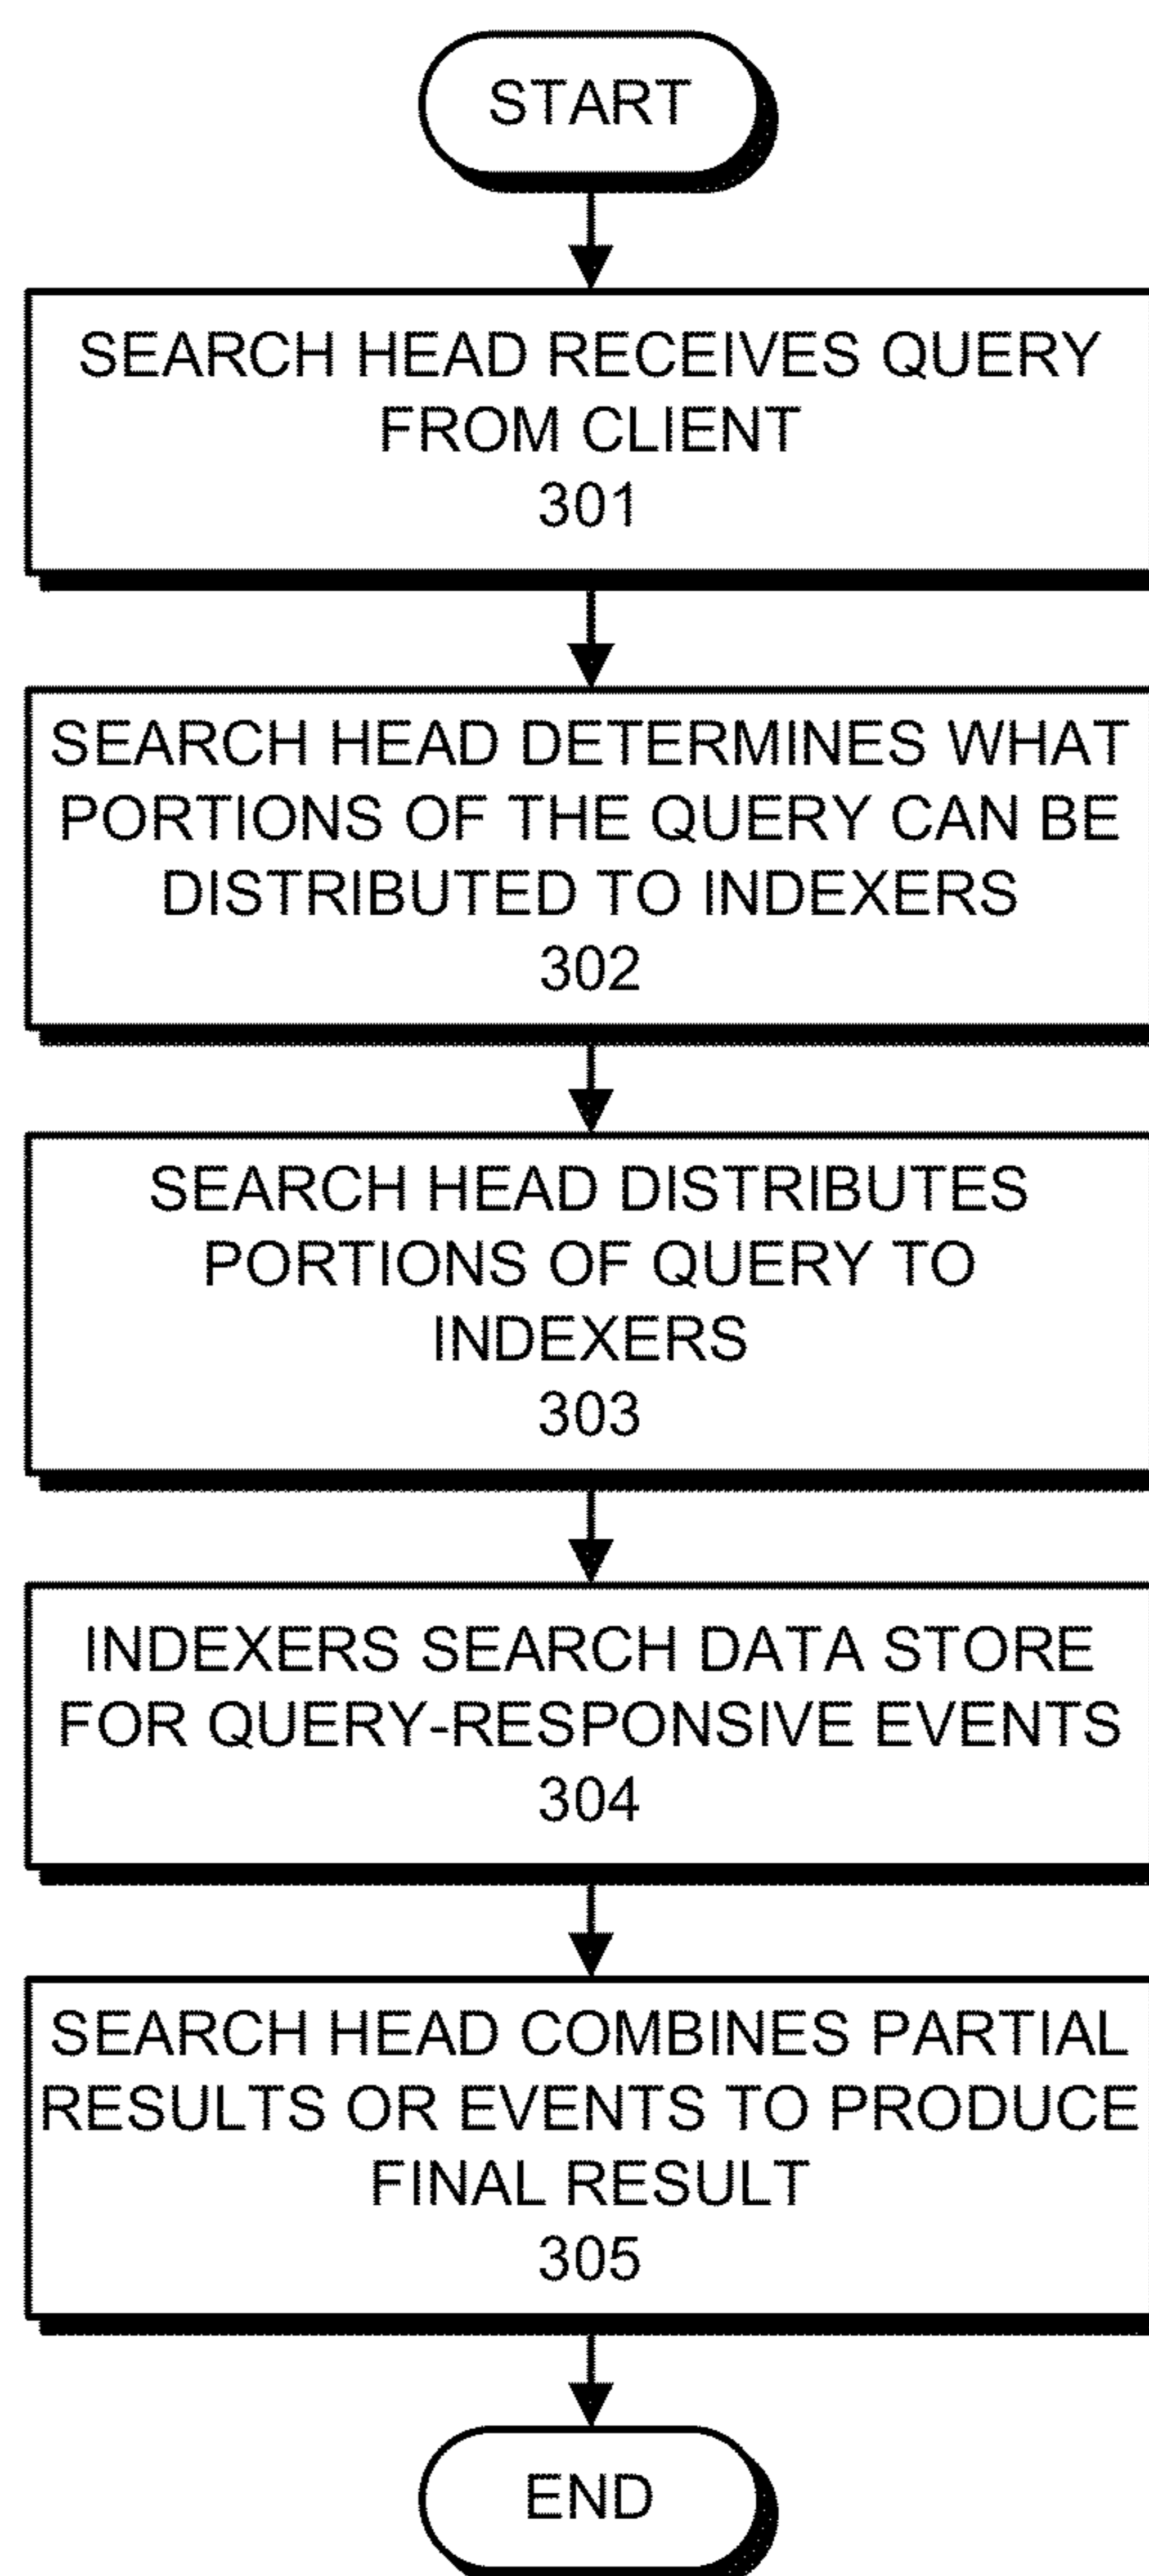 START
SEARCH HEAD RECEIVES QUERY
FROM CLIENT
301
SEARCH HEAD DETERMINES WHAT
PORTIONS OF THE QUERY CAN BE
DISTRIBUTED TO INDEXERS
302
SEARCH HEAD DISTRIBUTES
PORTIONS OF QUERY TO
INDEXERS
303
INDEXERS SEARCH DATA STORE
FOR QUERY-RESPONSIVE EVENTS
304
SEARCH HEAD COMBINES PARTIAL
RESULTS OR EVENTS TO PRODUCE
FINAL RESULT
305
END